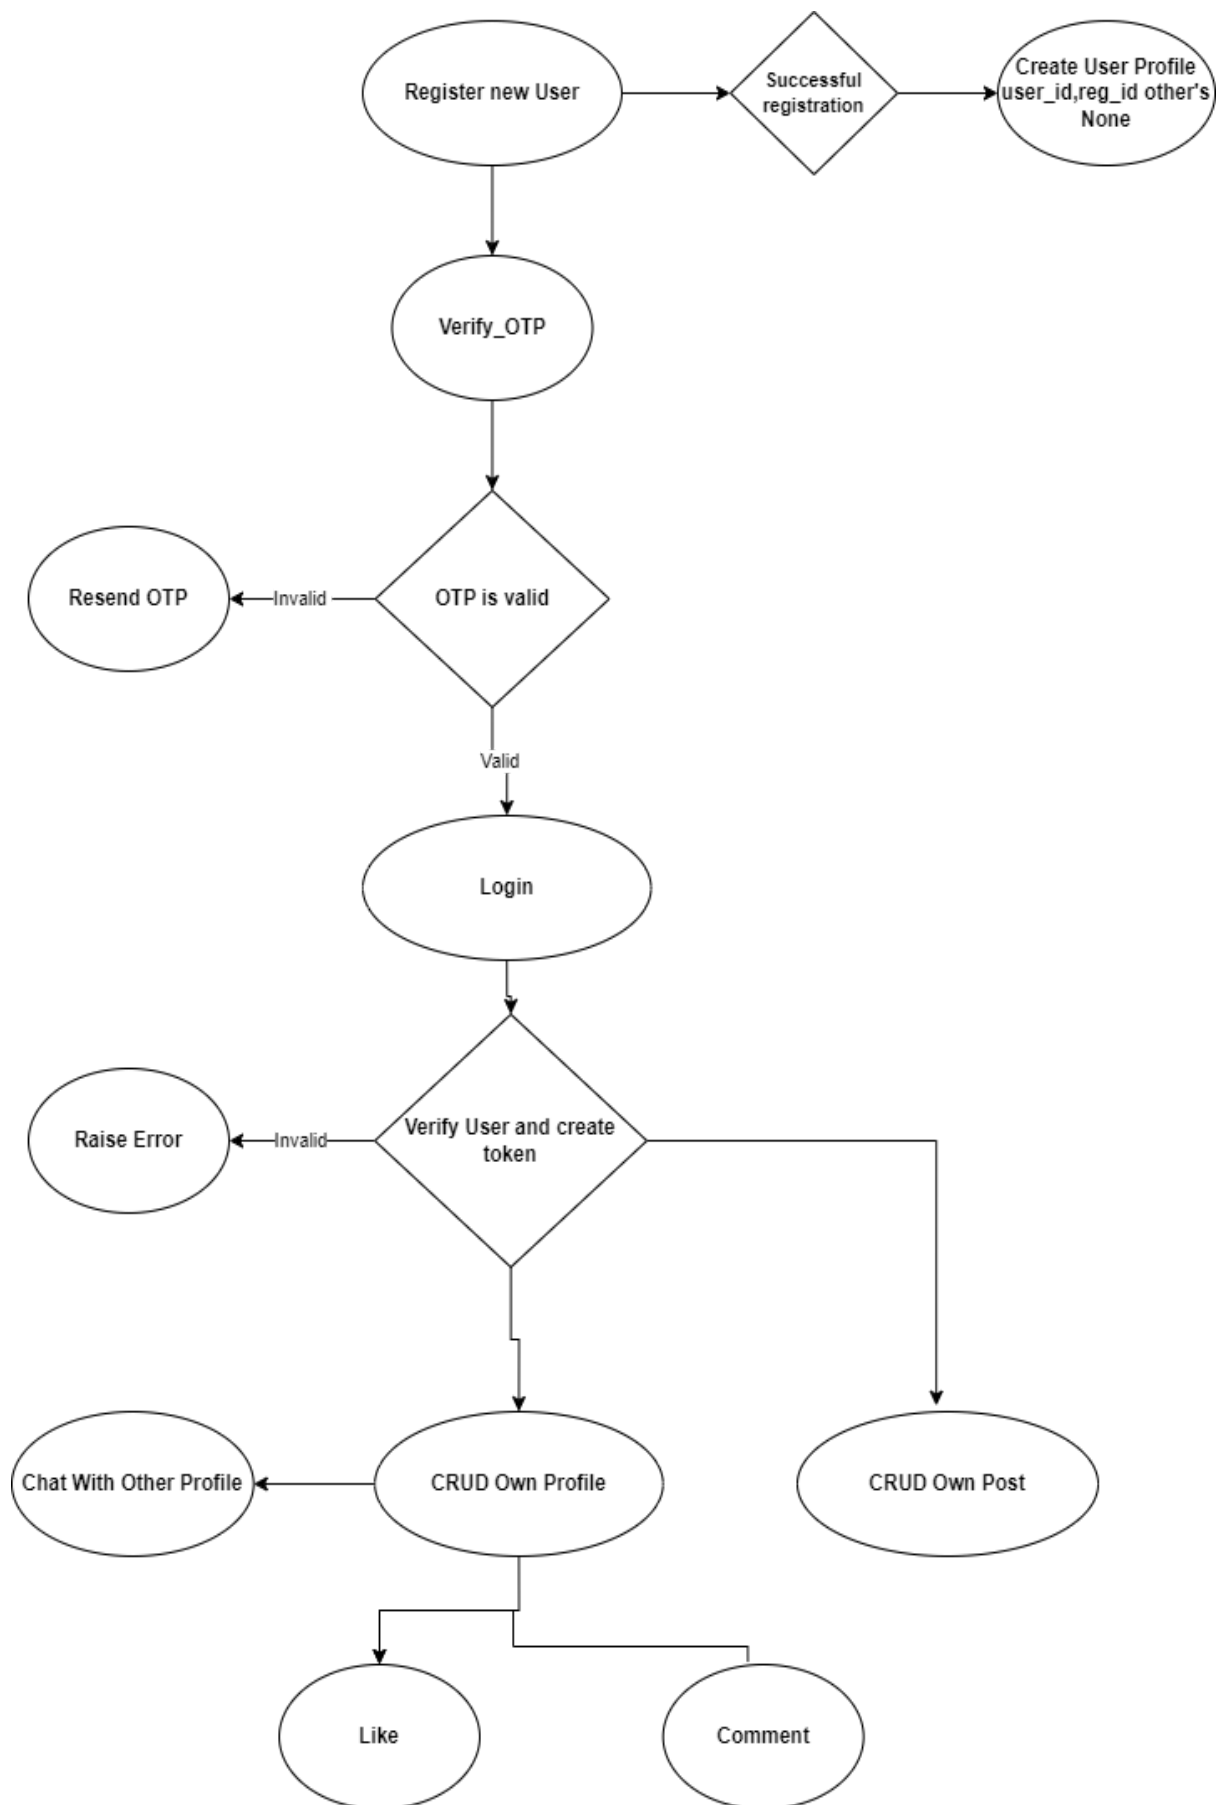 Register new User
Successful
registration
Create User Profile
user_id,reg_id other's
None
Verify_OTP
Resend OTP
Invalid
OTP is valid
Valid
Login
Raise Error
Invalid
Verify User and create
token
Chat With Other Profile
CRUD Own Profile
CRUD Own Post
Like
Comment